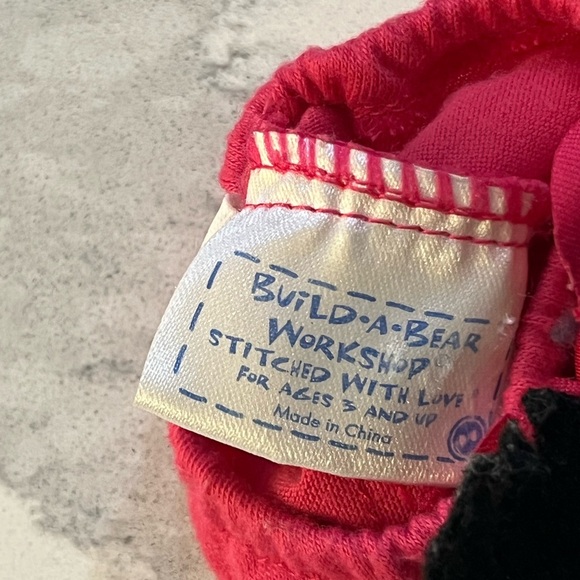 BUiLD-A-BEAR
WORKSHOP
STITCHED WITH LOVE
FOR AGES 3 AND UP
Made in China